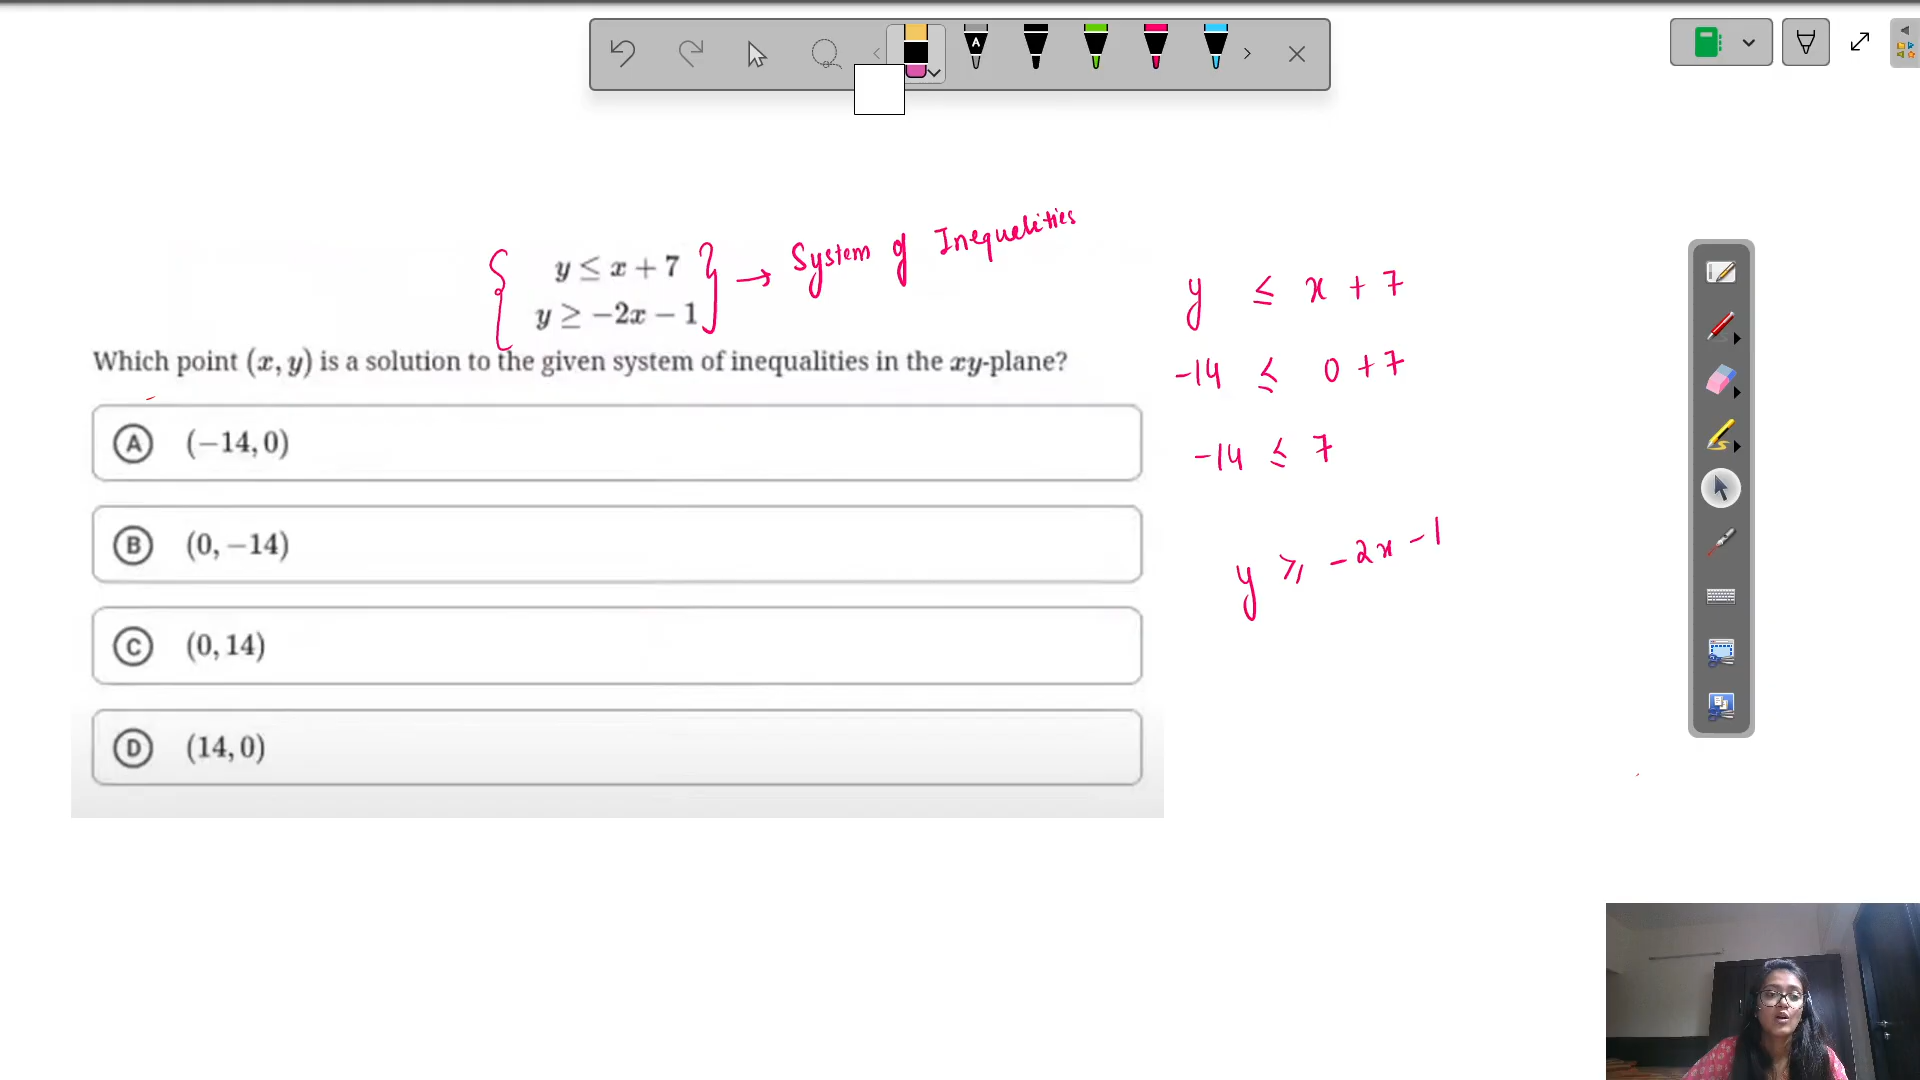 A
y ≤ x + 7
y ≥ −2x − 1
→ System of Inequalities
Which point (x, y) is a solution to the given system of inequalities in the xy-plane?
A (−14, 0)
B (0, −14)
C (0, 14)
D (14, 0)
y ≤ x + 7
-14 ≤ 0 + 7
-14 ≤ 7
y ≥ -2x - 1